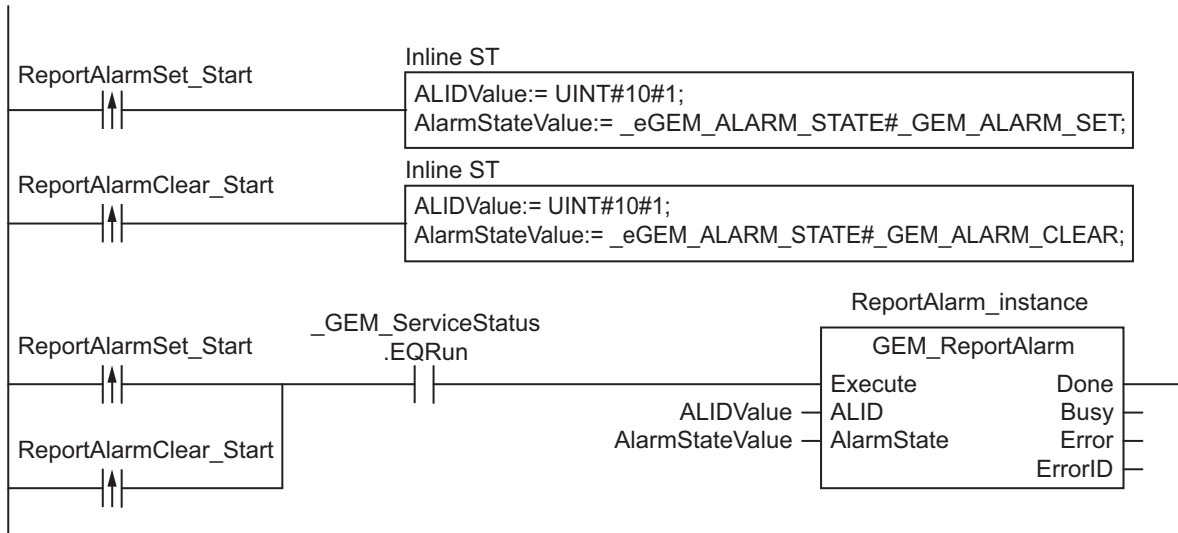 Inline ST
ReportAlarmSet_Start
ALIDValue:= UINT#10#1;
AlarmStateValue:= _eGEM_ALARM_STATE#_GEM_ALARM_SET;
Inline ST
ReportAlarmClear_Start
ALIDValue:= UINT#10#1;
AlarmStateValue:= _eGEM_ALARM_STATE#_GEM_ALARM_CLEAR;
ReportAlarm_instance
_GEM_ServiceStatus
.EQRun
ReportAlarmSet_Start
GEM_ReportAlarm
Execute Done
ALIDValue ALID Busy
AlarmStateValue AlarmState Error
ReportAlarmClear_Start
ErrorID